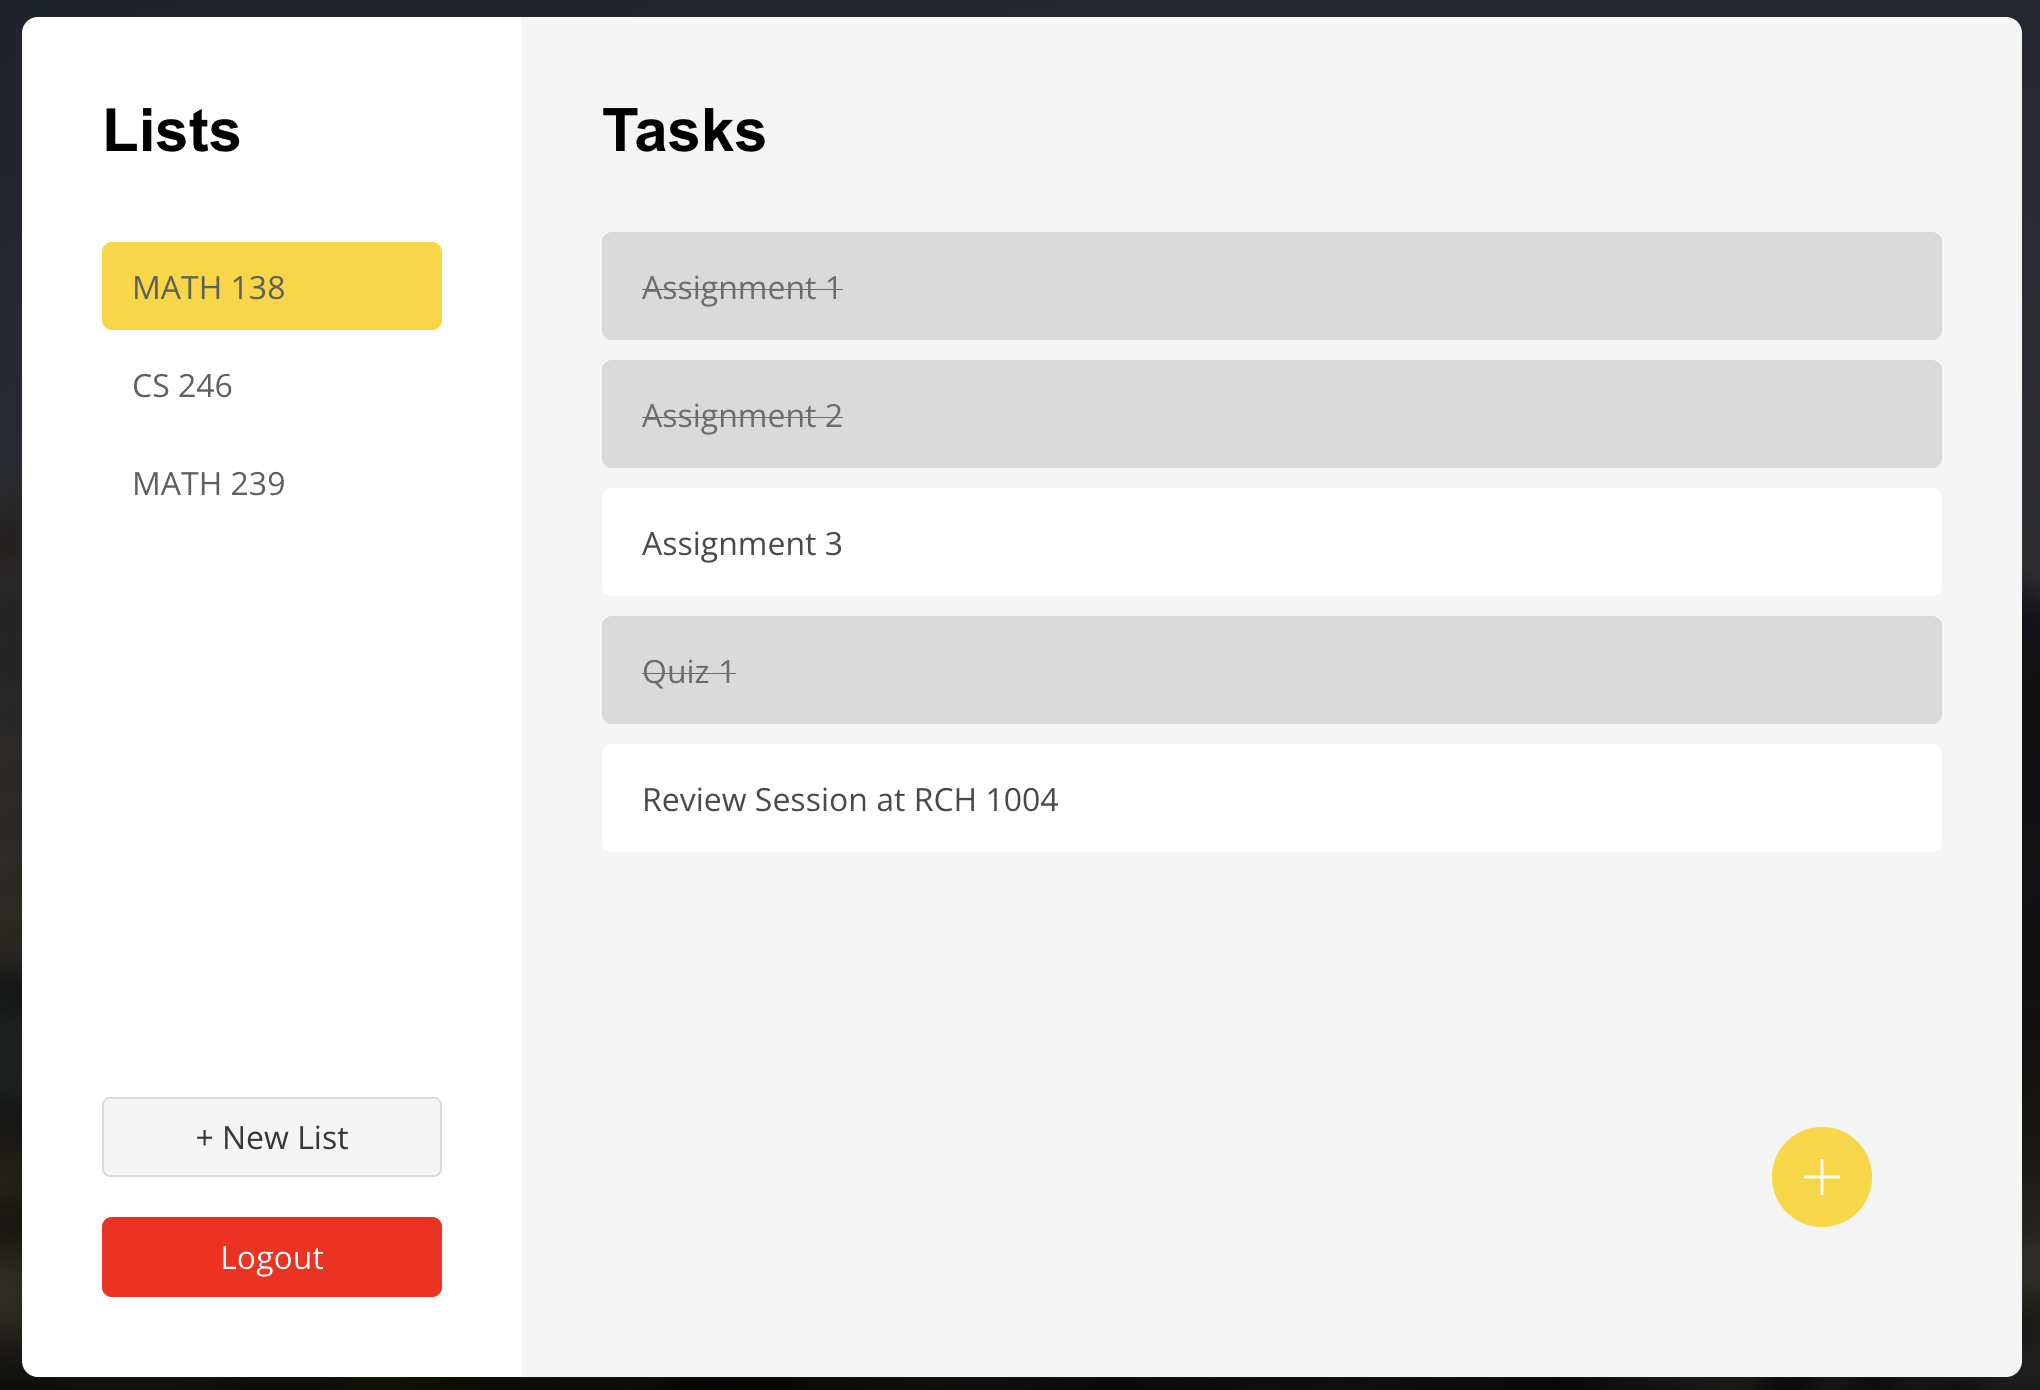 Lists
MATH 138
CS 246
MATH 239
+ New List
Logout
Tasks
Assignment 1
Assignment 2
Assignment 3
Quiz 1
Review Session at RCH 1004
+